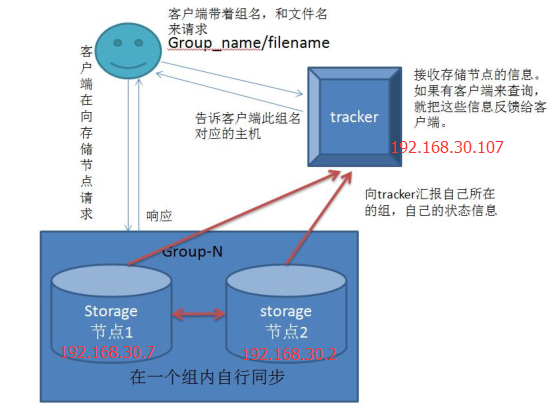 客户端带着组名，和文件名
来请求
Group_name/filename
客户端在向存储节点请求
接收存储节点的信息。
如果有客户端来查询，
就把这些信息反馈给客
户端。
tracker
告诉客户端此组名
对应的主机
192.168.30.107
向tracker汇报自己所在
的组，自己的状态信息
响应
Group-N
Storage
节点1
192.168.30.7
storage
节点2
192.168.30.2
在一个组内自行同步